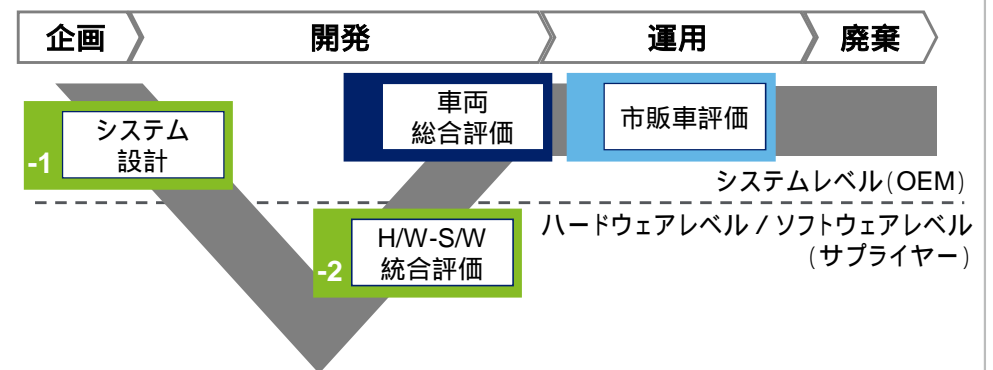 企画
開発
運用
廃棄
-1
システム
設計
車両
総合評価
市販車評価
システムレベル(OEM)
ハードウェアレベル / ソフトウェアレベル
(サプライヤー)
-2
H/W-S/W
統合評価